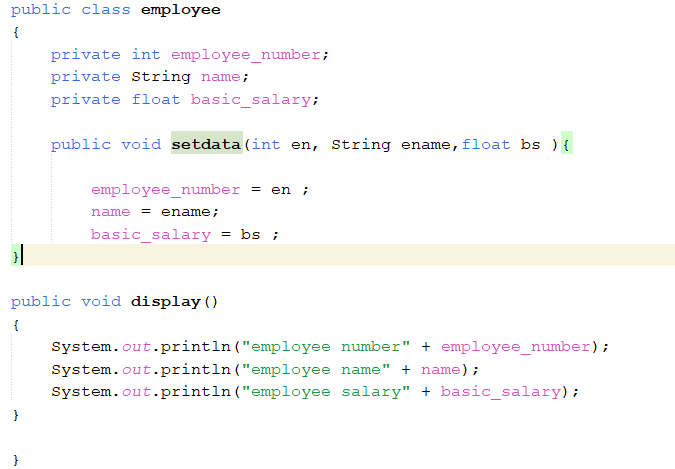 public class employee
{
private int employee_number;
private String name;
private float basic_salary;
public void setdata(int en, String ename,float bs ){
employee_number = en ;
name = ename;
basic_salary = bs ;
}
public void display()
{
System.out.println("employee number" + employee_number);
System.out.println("employee name" + name);
System.out.println("employee salary" + basic_salary);
}
}